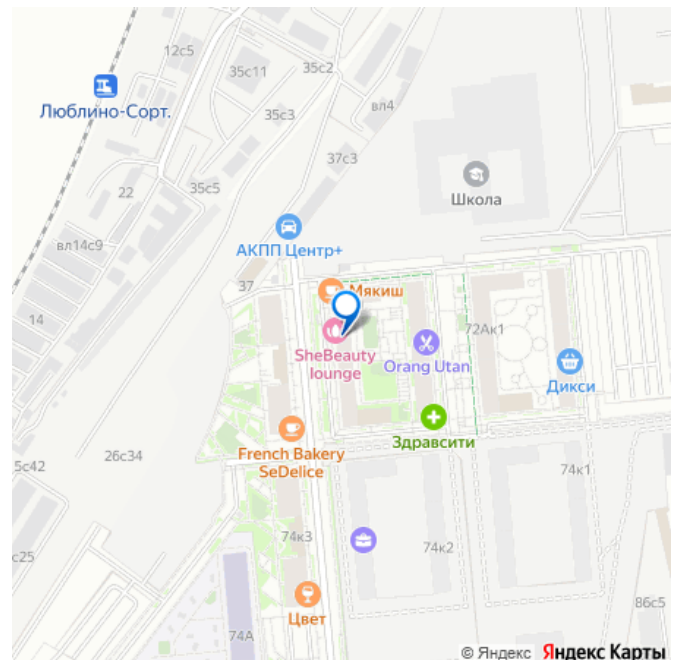 12с5
35с11
35с2
Люблино-Сорт.
35с3
вл4
37с3
Школа
22
35с5
вл14с9
АКПП Центр+
37
Мякиш
14
72Ак1
SheBeauty
lounge
Orang Utan
Дикси
Здравсити
French Bakery
SeDelice
26с34
5с42
74к1
74к3
74к2
с25
86с5
Цвет
74А
© Яндекс Яндекс Карты